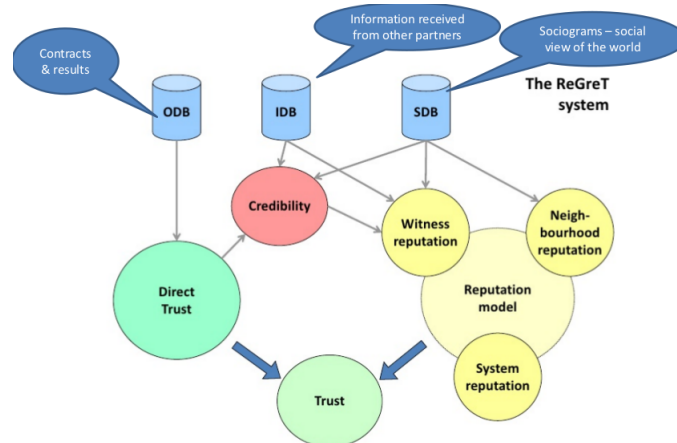 Contracts
& results
Information received
from other partners
Sociograms – social
view of the world
The ReGreT
system
ODB
IDB
SDB
Credibility
Witness
reputation
Neigh-
bourhood
reputation
Direct
Trust
Reputation
model
System
reputation
Trust